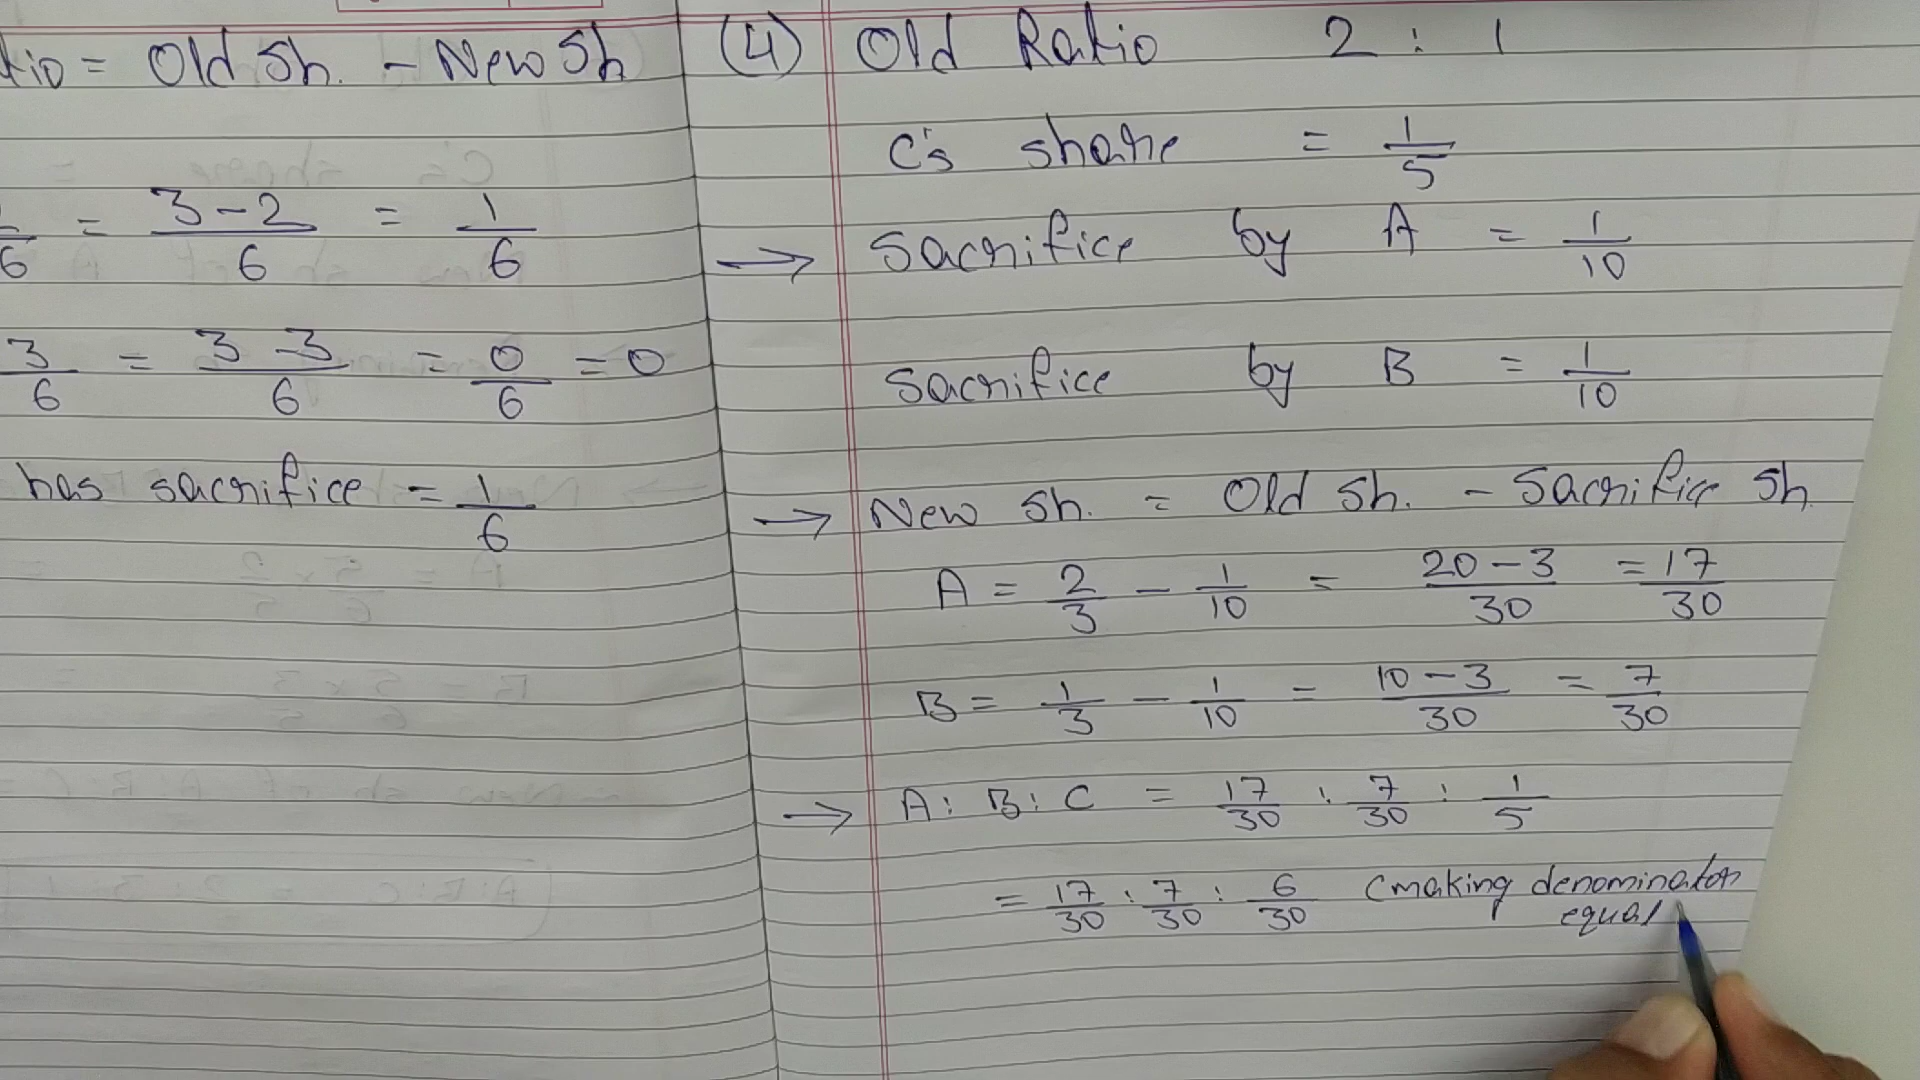 = Old Sh. - New Sh
6 = 3-2/6 = 1/6
3/6 = 3-3/6 = 0/6 = 0
has sacrifice = 1/6
(4) Old Ratio 2 : 1
C's share = 1/5
→ Sacrifice by A = 1/10
Sacrifice by B = 1/10
→ New Sh. = Old Sh. - Sacrifice Sh
A = 2/3 - 1/10 = 20-3/30 = 17/30
B = 1/3 - 1/10 = 10-3/30 = 7/30
→ A : B : C = 17/30 : 7/30 : 1/5
= 17/30 : 7/30 : 6/30 (making denominator
equal